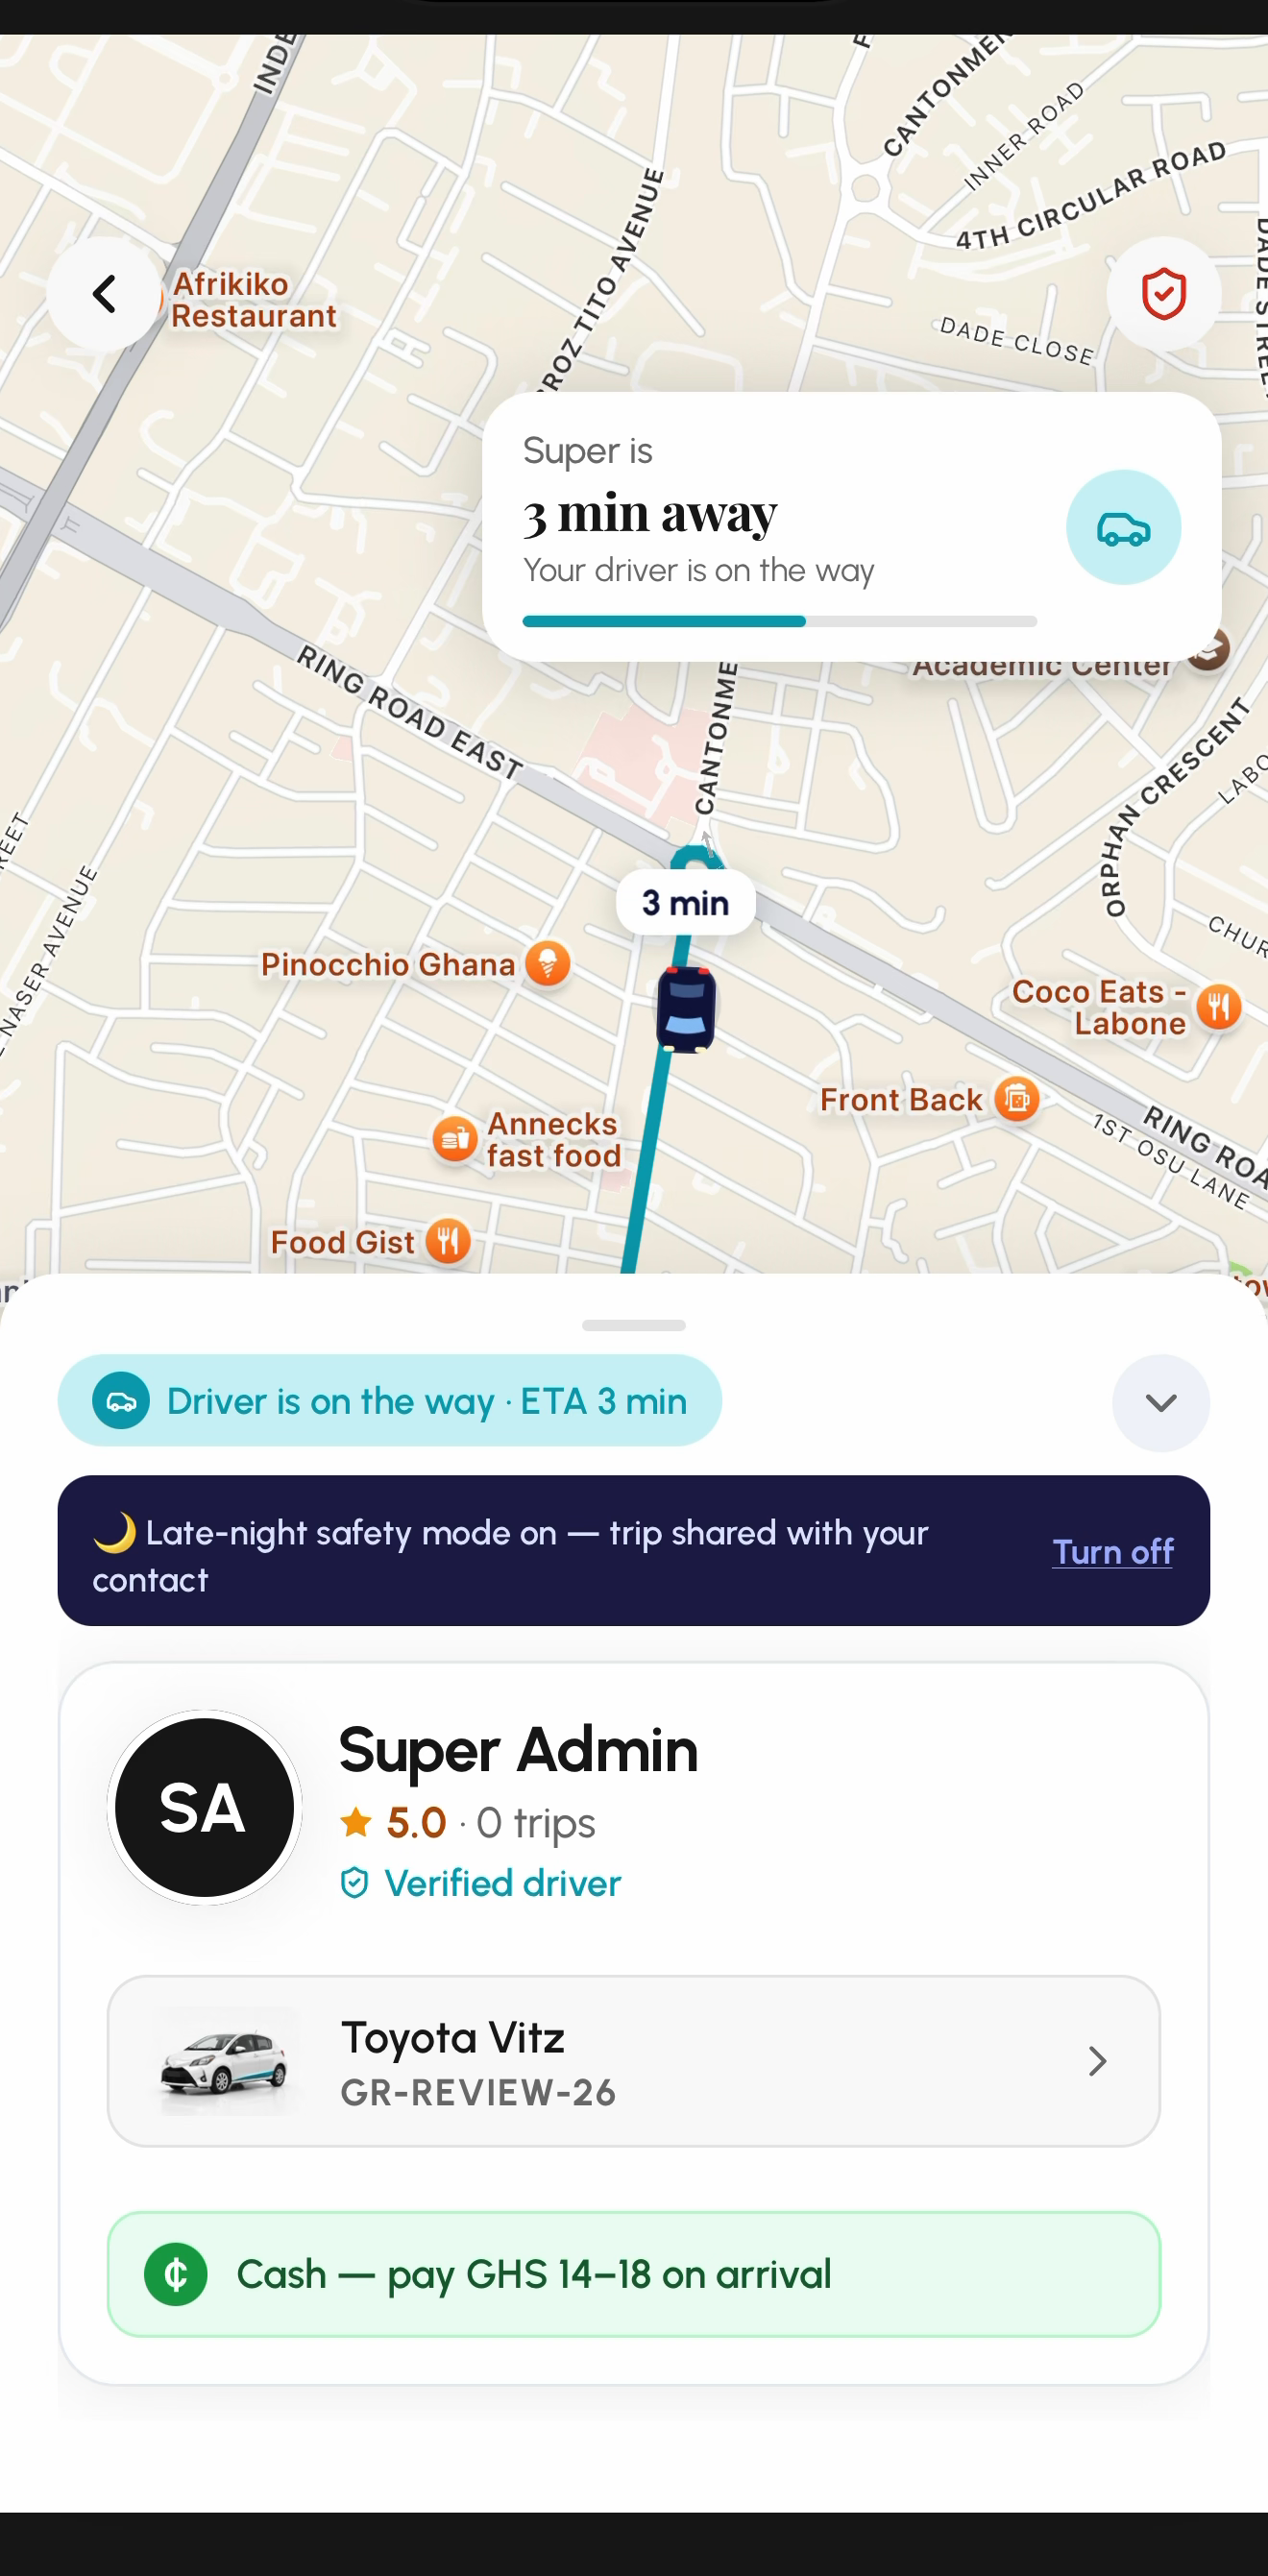 INDE
CANTONMEN
INNER ROAD
4TH CIRCULAR ROAD
Afrikiko
Restaurant
ROZ TITO AVENUE
DADE CLOSE
Super is
3 min away
Your driver is on the way
Academic Center
RING ROAD EAST
CANTONME
ORPHAN CRESCENT
LABO
3 min
NASER AVENUE
Pinocchio Ghana
CHUR
Coco Eats -
Labone
Front Back
Annecks
fast food
RING ROA
1ST OSU LANE
Food Gist
Driver is on the way · ETA 3 min
🌙 Late-night safety mode on — trip shared with your
contact
Turn off
SA
Super Admin
5.0 · 0 trips
Verified driver
Toyota Vitz
GR-REVIEW-26
₵ Cash — pay GHS 14–18 on arrival